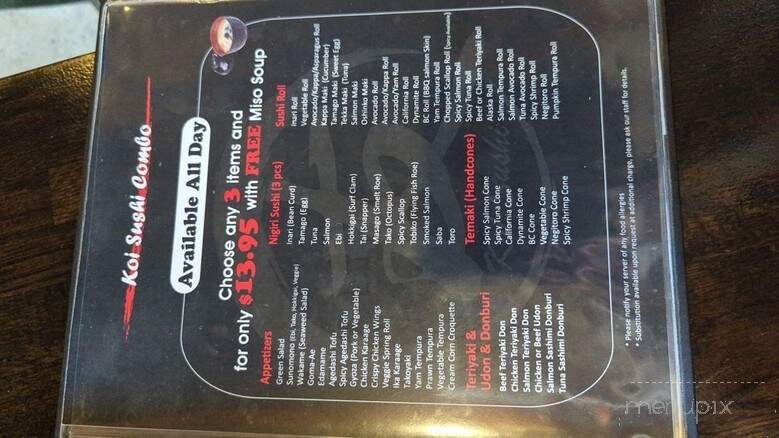 Koi Sushi Combo
Available All Day
Choose any 3 Items and
for only $13.95 with FREE Miso Soup
Appetizers
Green Salad
Sunomono (Ebi, Tako, Hokkigai, Veggie)
Wakame (Seaweed Salad)
Goma-Ae
Edamame
Agedashi Tofu
Spicy Agedashi Tofu
Gyoza (Pork or Vegetable)
Chicken Karaage
Crispy Chicken Wings
Veggie Spring Roll
Ika Karaage
Takoyaki
Yam Tempura
Prawn Tempura
Vegetable Tempura
Cream Corn Croquette
Teriyaki &
Udon & Donburi
Beef Teriyaki Don
Chicken Teriyaki Don
Salmon Teriyaki Don
Chicken or Beef Udon
Salmon Sashimi Donburi
Tuna Sashimi Donburi
Nigiri Sushi (3 pcs)
Inari (Bean Curd)
Tamago (Egg)
Tuna
Salmon
Ebi
Hokkigai (Surf Clam)
Tai (Snapper)
Masago (Smelt Roe)
Tako (Octopus)
Spicy Scallop
Tobiko (Flying Fish Roe)
Smoked Salmon
Saba
Toro
Temaki (Handcones)
Spicy Salmon Cone
Spicy Tuna Cone
California Cone
Dynamite Cone
BC Cone
Vegetable Cone
Negitoro Cone
Spicy Shrimp Cone
Sushi Roll
Inari Roll
Vegetable Roll
Avocado/Kappa/Asparagus Roll
Kappa Maki (Cucumber)
Tamago Maki (Sweet Egg)
Tekka Maki (Tuna)
Salmon Maki
Oshinko Maki
Avocado Roll
Avocado/Kappa Roll
Avocado/Yam Roll
California Roll
Dynamite Roll
BC Roll (BBQ salmon Skin)
Yam Tempura Roll
Chopped Scallop Roll (Spicy Available)
Spicy Salmon Roll
Spicy Tuna Roll
Beef or Chicken Teriyaki Roll
Alaska Roll
Salmon Tempura Roll
Salmon Avocado Roll
Tuna Avocado Roll
Spicy Shrimp Roll
Negitoro Roll
Pumpkin Tempura Roll
• Please notify your server of any food allergies
• Substitution available upon request at additional charge, please ask our staff for details.
menupix